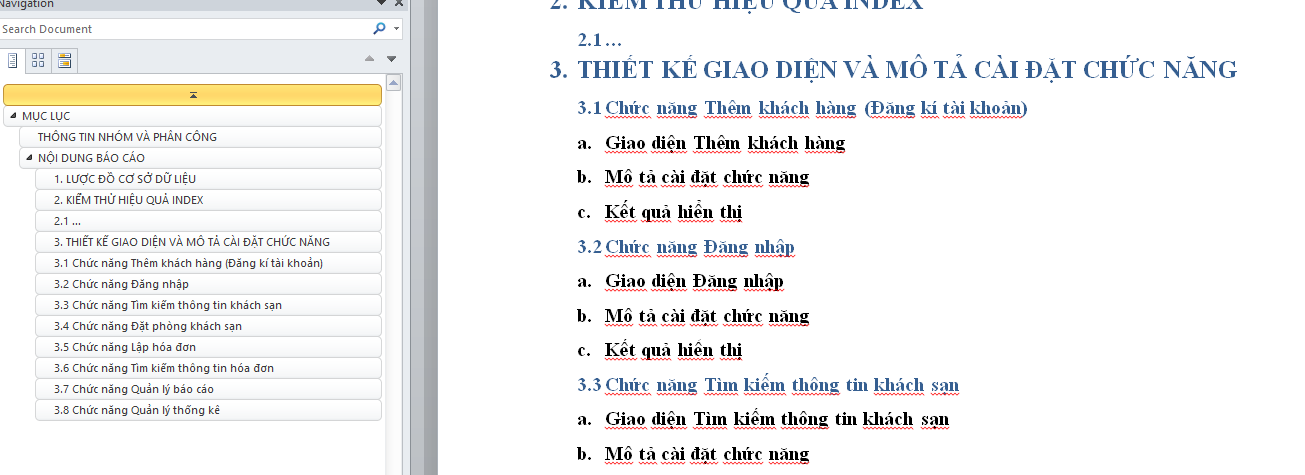 Navigation
Search Document
MỤC LỤC
THÔNG TIN NHÓM VÀ PHÂN CÔNG
NỘI DUNG BÁO CÁO
1. LƯỢC ĐỒ CƠ SỞ DỮ LIỆU
2. KIỂM THỬ HIỆU QUẢ INDEX
2.1 ...
3. THIẾT KẾ GIAO DIỆN VÀ MÔ TẢ CÀI ĐẶT CHỨC NĂNG
3.1 Chức năng Thêm khách hàng (Đăng kí tài khoản)
3.2 Chức năng Đăng nhập
3.3 Chức năng Tìm kiếm thông tin khách sạn
3.4 Chức năng Đặt phòng khách sạn
3.5 Chức năng Lập hóa đơn
3.6 Chức năng Tìm kiếm thông tin hóa đơn
3.7 Chức năng Quản lý báo cáo
3.8 Chức năng Quản lý thống kê
2. KIỂM THỬ HIỆU QUẢ INDEX
2.1 ...
3. THIẾT KẾ GIAO DIỆN VÀ MÔ TẢ CÀI ĐẶT CHỨC NĂNG
3.1 Chức năng Thêm khách hàng (Đăng kí tài khoản)
a. Giao diện Thêm khách hàng
b. Mô tả cài đặt chức năng
c. Kết quả hiển thị
3.2 Chức năng Đăng nhập
a. Giao diện Đăng nhập
b. Mô tả cài đặt chức năng
c. Kết quả hiển thị
3.3 Chức năng Tìm kiếm thông tin khách sạn
a. Giao diện Tìm kiếm thông tin khách sạn
b. Mô tả cài đặt chức năng